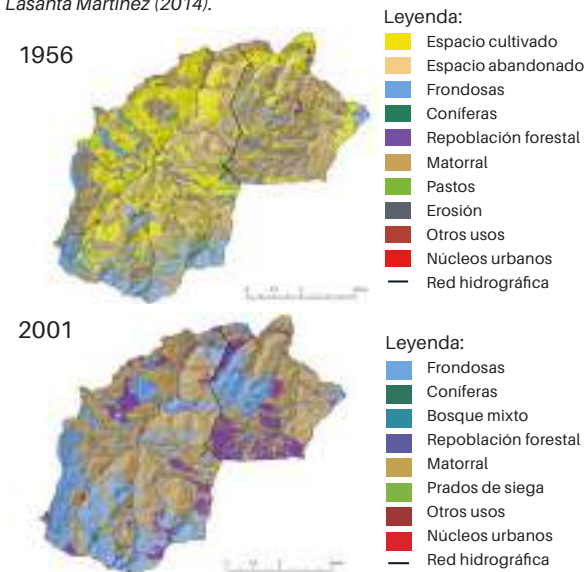 Lasanta Martínez (2014).
1956
Leyenda:
Espacio cultivado
Espacio abandonado
Frondosas
Coníferas
Repoblación forestal
Matorral
Pastos
Erosión
Otros usos
Núcleos urbanos
Red hidrográfica
2001
Leyenda:
Frondosas
Coníferas
Bosque mixto
Repoblación forestal
Matorral
Prados de siega
Otros usos
Núcleos urbanos
Red hidrográfica